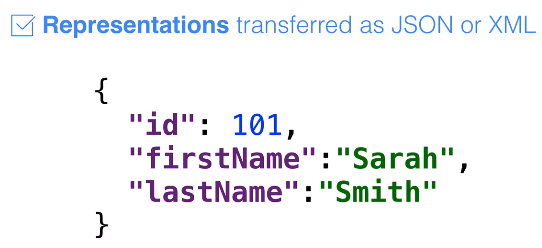 Representations transferred as JSON or XML
{
"id": 101,
"firstName":"Sarah",
"lastName":"Smith"
}